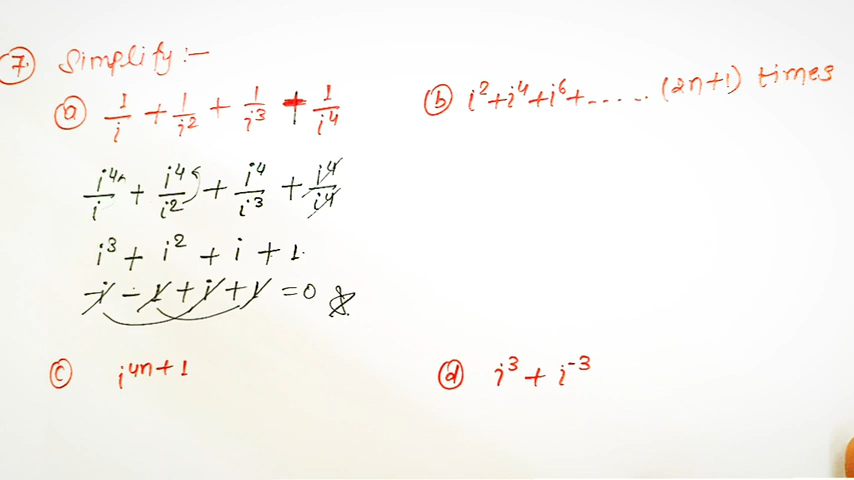 7. Simplify :-
(a) 1/i + 1/i² + 1/i³ + 1/i⁴
(b) i² + i⁴ + i⁶ + ..... (2n+1) times
i⁴/i + i⁴/i² + i⁴/i³ + i⁴/i⁴
i³ + i² + i + 1.
-i - 1 + i + 1 = 0
(c) i⁴ⁿ⁺¹
(d) i³ + i⁻³